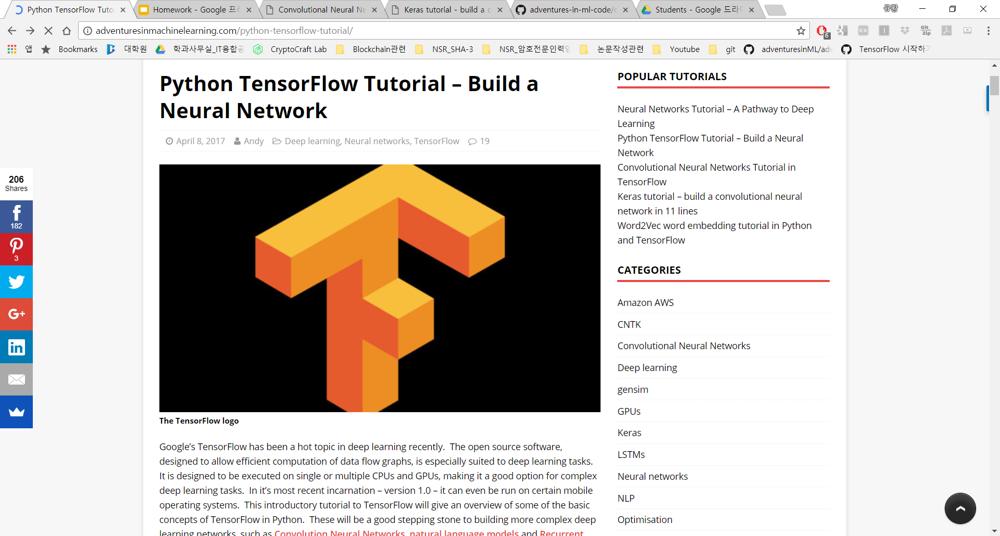 Python TensorFlow Tuto
Homework - Google 프
Convolutional Neural Ne
Keras tutorial - build a c
adventures-in-ml-code/c
Students - Google 드라
규황
adventuresinmachinelearning.com/python-tensorflow-tutorial/
6
EX
Git
zip
앱
Bookmarks
대학원
학과사무실_IT융합공
CryptoCraft Lab
Blockchain관련
NSR_SHA-3
NSR_암호전문인력양
논문작성관련
Youtube
git
adventuresinML/adv
TensorFlow 시작하기
Python TensorFlow Tutorial – Build a
Neural Network
April 8, 2017 Andy Deep learning, Neural networks, TensorFlow 19
206
Shares
f
182
3
G+
in
The TensorFlow logo
Google’s TensorFlow has been a hot topic in deep learning recently. The open source software,
designed to allow efficient computation of data flow graphs, is especially suited to deep learning tasks.
It is designed to be executed on single or multiple CPUs and GPUs, making it a good option for complex
deep learning tasks. In it’s most recent incarnation – version 1.0 – it can even be run on certain mobile
operating systems. This introductory tutorial to TensorFlow will give an overview of some of the basic
concepts of TensorFlow in Python. These will be a good stepping stone to building more complex deep
learning networks, such as Convolution Neural Networks, natural language models and Recurrent
POPULAR TUTORIALS
Neural Networks Tutorial – A Pathway to Deep
Learning
Python TensorFlow Tutorial – Build a Neural
Network
Convolutional Neural Networks Tutorial in
TensorFlow
Keras tutorial – build a convolutional neural
network in 11 lines
Word2Vec word embedding tutorial in Python
and TensorFlow
CATEGORIES
Amazon AWS
CNTK
Convolutional Neural Networks
Deep learning
gensim
GPUs
Keras
LSTMs
Neural networks
NLP
Optimisation